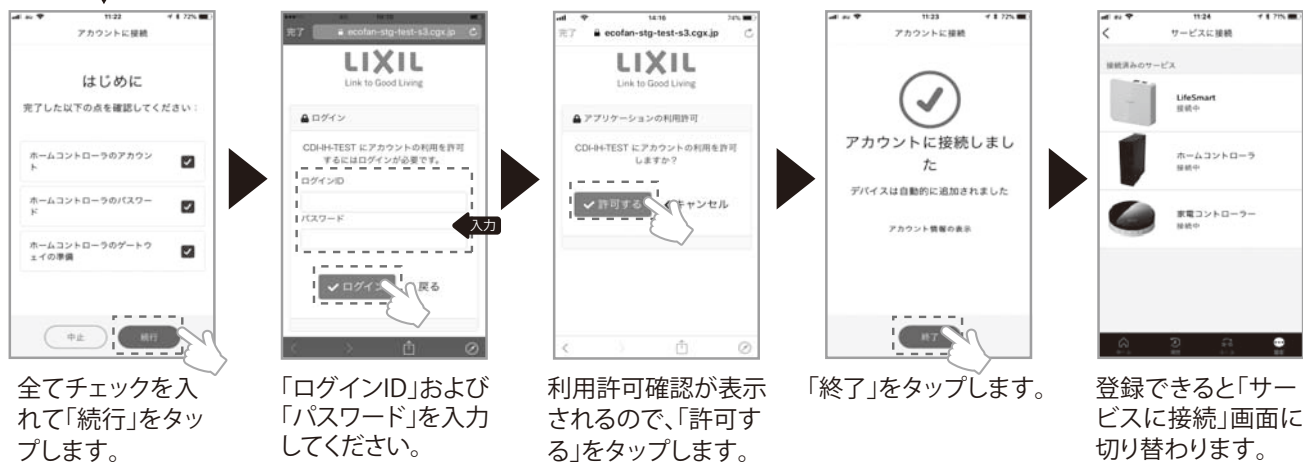 11:22
72%
アカウントに接続
はじめに
完了した以下の点を確認してください：
ホームコントローラのアカウン
ト
ホームコントローラのパスワー
ド
ホームコントローラのゲートウ
ェイの準備
中止
続行
全てチェックを入
れて「続行」をタッ
プします。
完了
ecofan-stg-test-s3.cgx.jp
LIXIL
Link to Good Living
ログイン
CDI-IH-TEST にアカウントの利用を許可
するにはログインが必要です。
ログインID
パスワード
入力
ログイン
戻る
「ログインID」および
「パスワード」を入力
してください。
14:16
74%
完了
ecofan-stg-test-s3.cgx.jp
LIXIL
Link to Good Living
アプリケーションの利用許可
CDI-IH-TEST にアカウントの利用を許可
しますか？
許可する
キャンセル
利用許可確認が表示
されるので、「許可す
る」をタップします。
11:23
72%
アカウントに接続
アカウントに接続しまし
た
デバイスは自動的に追加されました
アカウント情報の表示
終了
「終了」をタップします。
11:24
71%
サービスに接続
接続済みのサービス
LifeSmart
接続中
ホームコントローラ
接続中
家電コントローラー
接続中
登録できると「サー
ビスに接続」画面に
切り替わります。